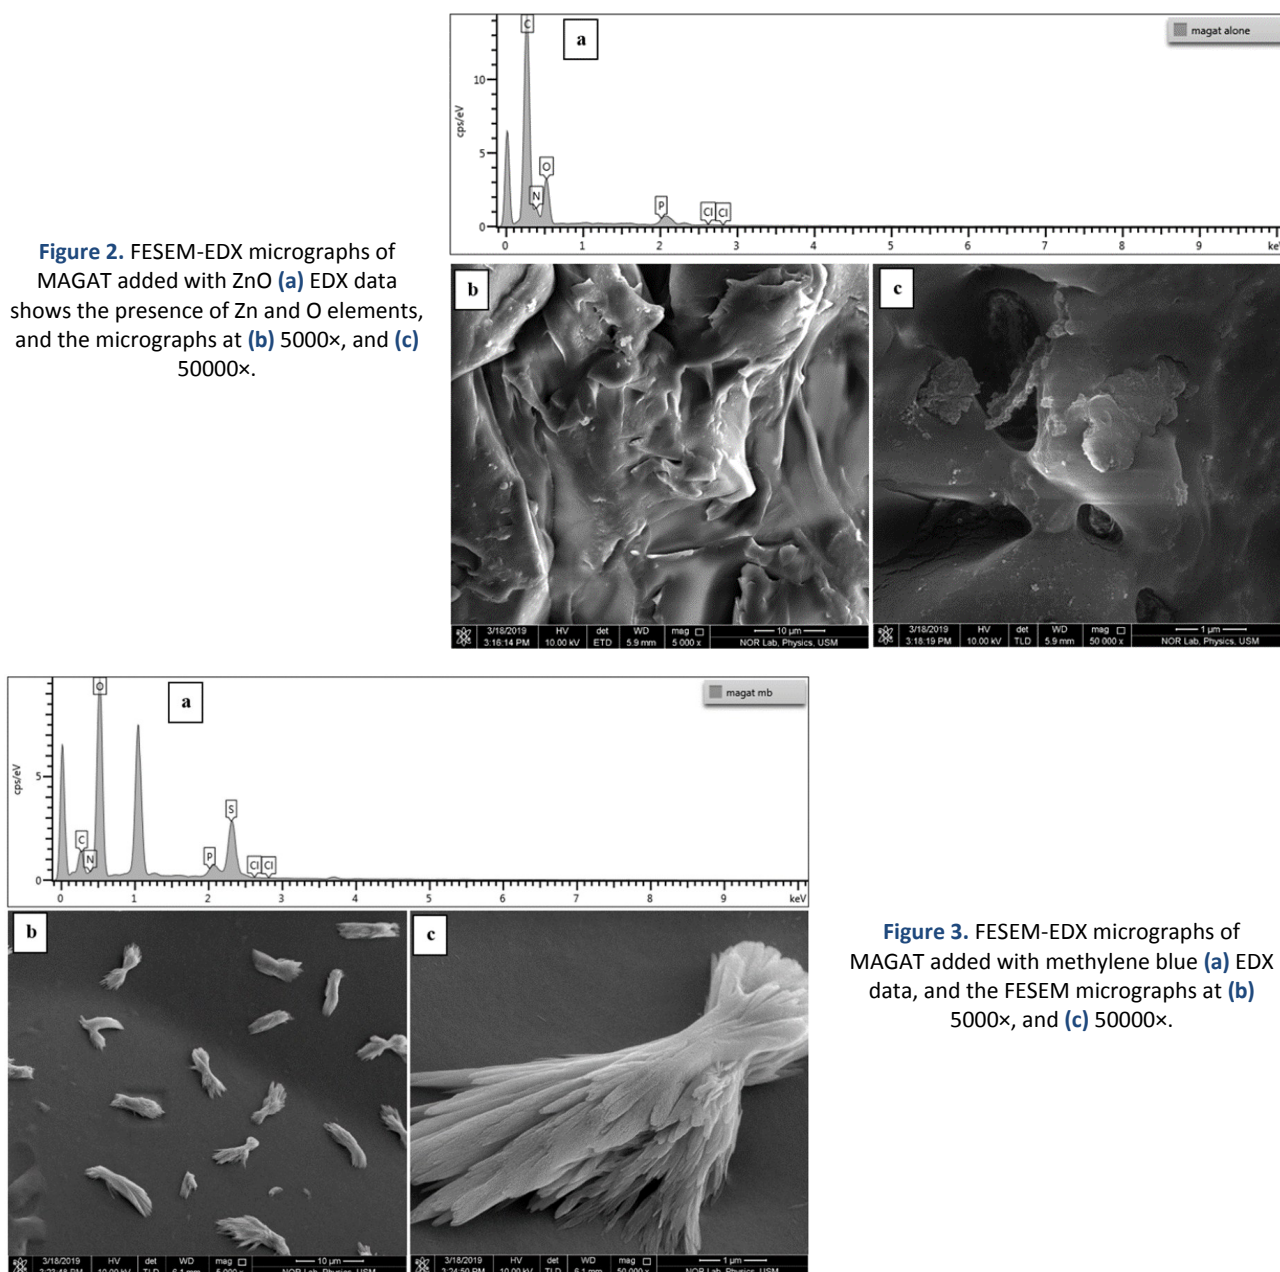 a
magat alone
C
O
N
P
Cl Cl
10
5
0
cps/eV
0 1 2 3 4 5 6 7 8 9
Figure 2. FESEM-EDX micrographs of
MAGAT added with ZnO (a) EDX data
shows the presence of Zn and O elements,
and the micrographs at (b) 5000×, and (c)
50000×.
b
c
3/18/2019 HV det WD mag 10 µm
3:16:14 PM 10.00 kV ETD 5.9 mm 5 000 x NOR Lab, Physics, USM
3/18/2019 HV det WD mag 1 µm
3:18:19 PM 10.00 kV TLD 5.9 mm 50 000 x NOR Lab, Physics, USM
a
magat mb
O
C
N
P
S
Cl Cl
5
0
cps/eV
0 1 2 3 4 5 6 7 8 9 keV
b
c
3/18/2019 HV det WD mag 10 µm
3/18/2019 HV det WD mag 1 µm
Figure 3. FESEM-EDX micrographs of
MAGAT added with methylene blue (a) EDX
data, and the FESEM micrographs at (b)
5000×, and (c) 50000×.